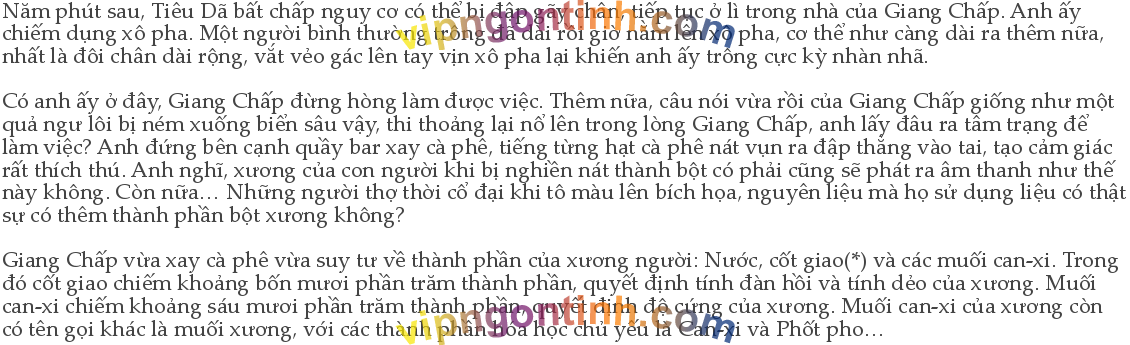 Năm phút sau, Tiêu Dã bất chấp nguy cơ có thể bị đập gãy chân, tiếp tục ở lì trong nhà của Giang Chấp. Anh ấy
chiếm dụng xô pha. Một người bình thường trông đã dài rồi giờ nằm lên xô pha, cơ thể như càng dài ra thêm nữa,
nhất là đôi chân dài rộng, vắt vẻo gác lên tay vịn xô pha lại khiến anh ấy trông cực kỳ nhàn nhã.
vipngontinh.com
Có anh ấy ở đây, Giang Chấp đừng hòng làm được việc. Thêm nữa, câu nói vừa rồi của Giang Chấp giống như một
quả ngư lôi bị ném xuống biển sâu vậy, thi thoảng lại nổ lên trong lòng Giang Chấp, anh lấy đâu ra tâm trạng để
làm việc? Anh đứng bên cạnh quầy bar xay cà phê, tiếng từng hạt cà phê nát vụn ra đập thẳng vào tai, tạo cảm giác
rất thích thú. Anh nghĩ, xương của con người khi bị nghiền nát thành bột có phải cũng sẽ phát ra âm thanh như thế
này không. Còn nữa... Những người thợ thời cổ đại khi tô màu lên bích họa, nguyên liệu mà họ sử dụng liệu có thật
sự có thêm thành phần bột xương không?
Giang Chấp vừa xay cà phê vừa suy tư về thành phần của xương người: Nước, cốt giao(*) và các muối can-xi. Trong
đó cốt giao chiếm khoảng bốn mươi phần trăm thành phần, quyết định tính đàn hồi và tính dẻo của xương. Muối
can-xi chiếm khoảng sáu mươi phần trăm thành phần, quyết định độ cứng của xương. Muối can-xi của xương còn
có tên gọi khác là muối xương, với các thành phần hóa học chủ yếu là Can-xi và Phốt pho...
vipngontinh.com